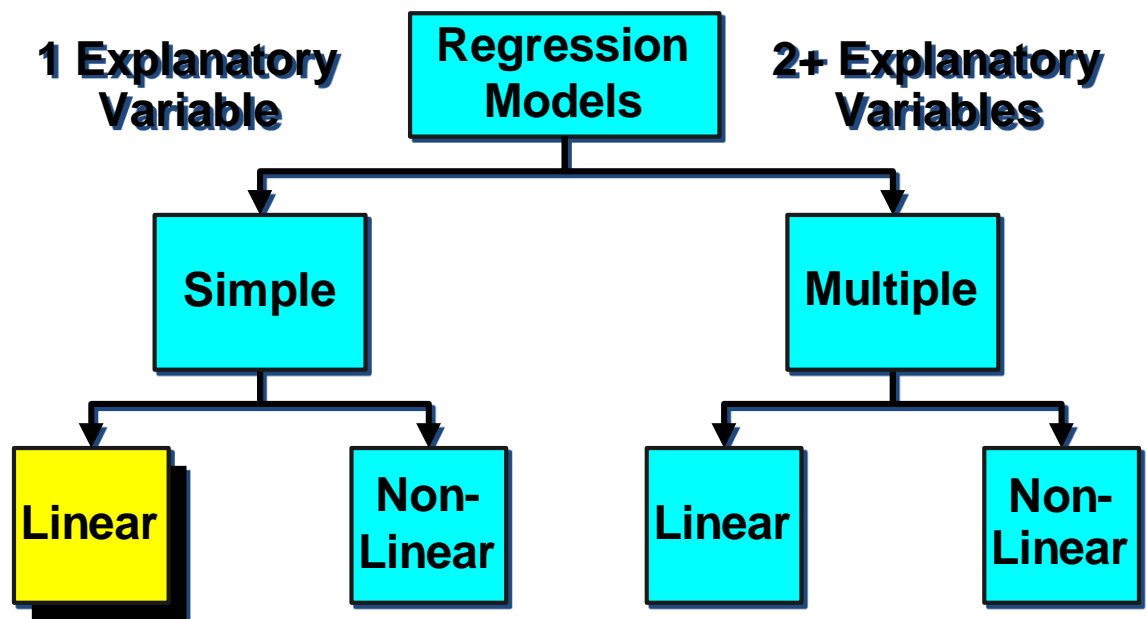 1 Explanatory
Variable
Regression
Models
2+ Explanatory
Variables
Simple
Multiple
Linear
Non-
Linear
Linear
Non-
Linear